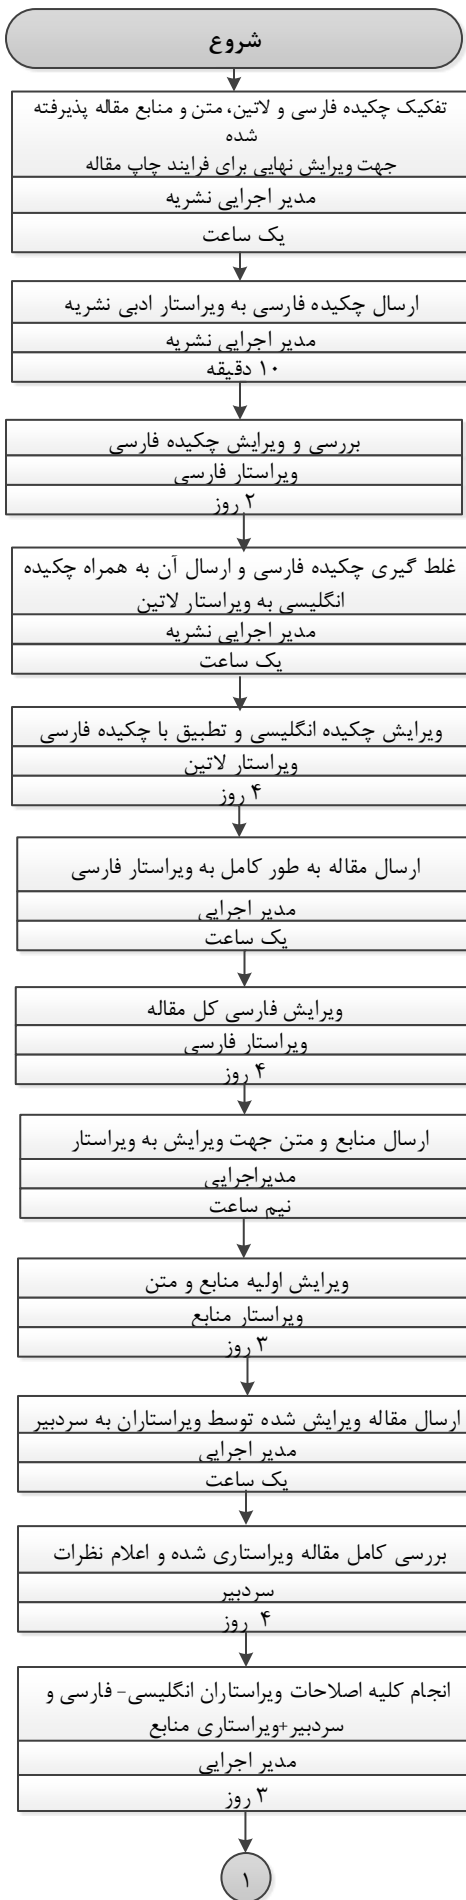 شروع
تفکیک چکیده فارسی و لاتین، متن و منابع مقاله پذیرفته
شده
جهت ویرایش نهایی برای فرایند چاپ مقاله
مدیر اجرایی نشریه
یک ساعت
ارسال چکیده فارسی به ویراستار ادبی نشریه
مدیر اجرایی نشریه
۱۰ دقیقه
بررسی و ویرایش چکیده فارسی
ویراستار فارسی
۲ روز
غلط گیری چکیده فارسی و ارسال آن به همراه چکیده
انگلیسی به ویراستار لاتین
مدیر اجرایی نشریه
یک ساعت
ویرایش چکیده انگلیسی و تطبیق با چکیده فارسی
ویراستار لاتین
۴ روز
ارسال مقاله به طور کامل به ویراستار فارسی
مدیر اجرایی
یک ساعت
ویرایش فارسی کل مقاله
ویراستار فارسی
۴ روز
ارسال منابع و متن جهت ویرایش به ویراستار
مدیراجرایی
نیم ساعت
ویرایش اولیه منابع و متن
ویراستار منابع
۳ روز
ارسال مقاله ویرایش شده توسط ویراستاران به سردبیر
مدیر اجرایی
یک ساعت
بررسی کامل مقاله ویراستاری شده و اعلام نظرات
سردبیر
۴ روز
انجام کلیه اصلاحات ویراستاران انگلیسی- فارسی و
سردبیر+ویراستاری منابع
مدیر اجرایی
۳ روز
۱